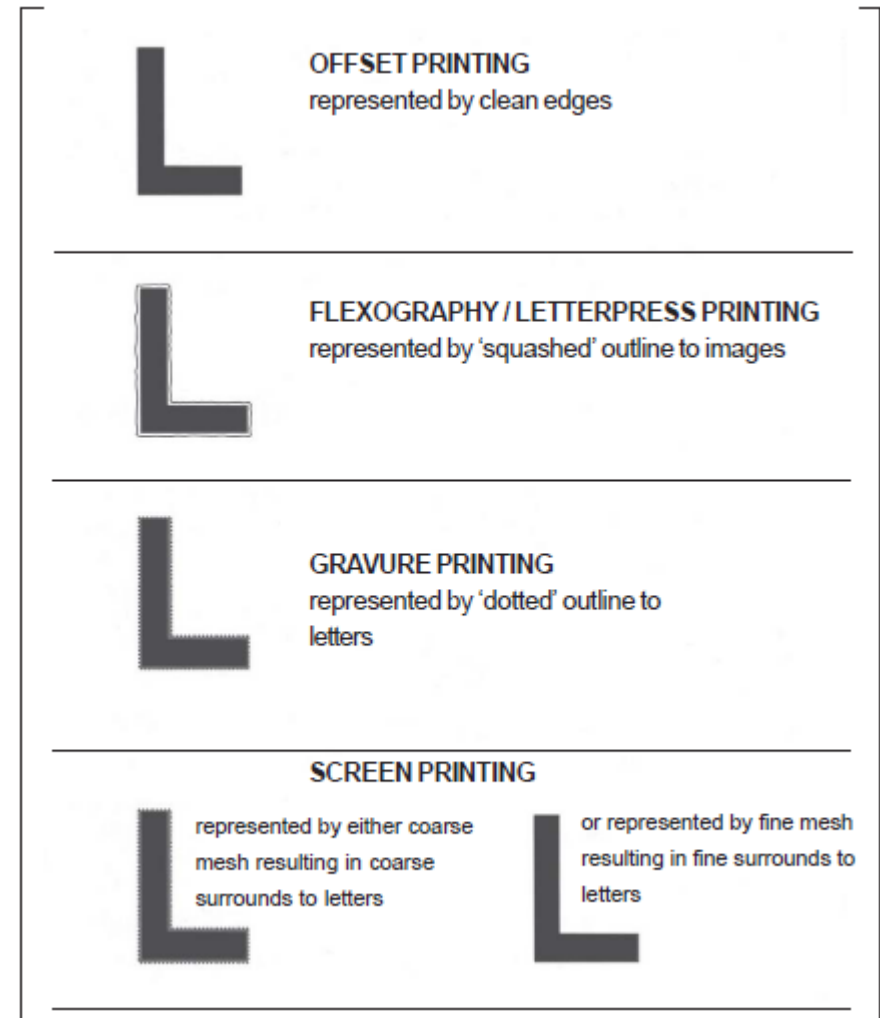 OFFSET PRINTING
represented by clean edges
FLEXOGRAPHY / LETTERPRESS PRINTING
represented by ‘squashed’ outline to images
GRAVURE PRINTING
represented by ‘dotted’ outline to
letters
SCREEN PRINTING
represented by either coarse
mesh resulting in coarse
surrounds to letters
or represented by fine mesh
resulting in fine surrounds to
letters